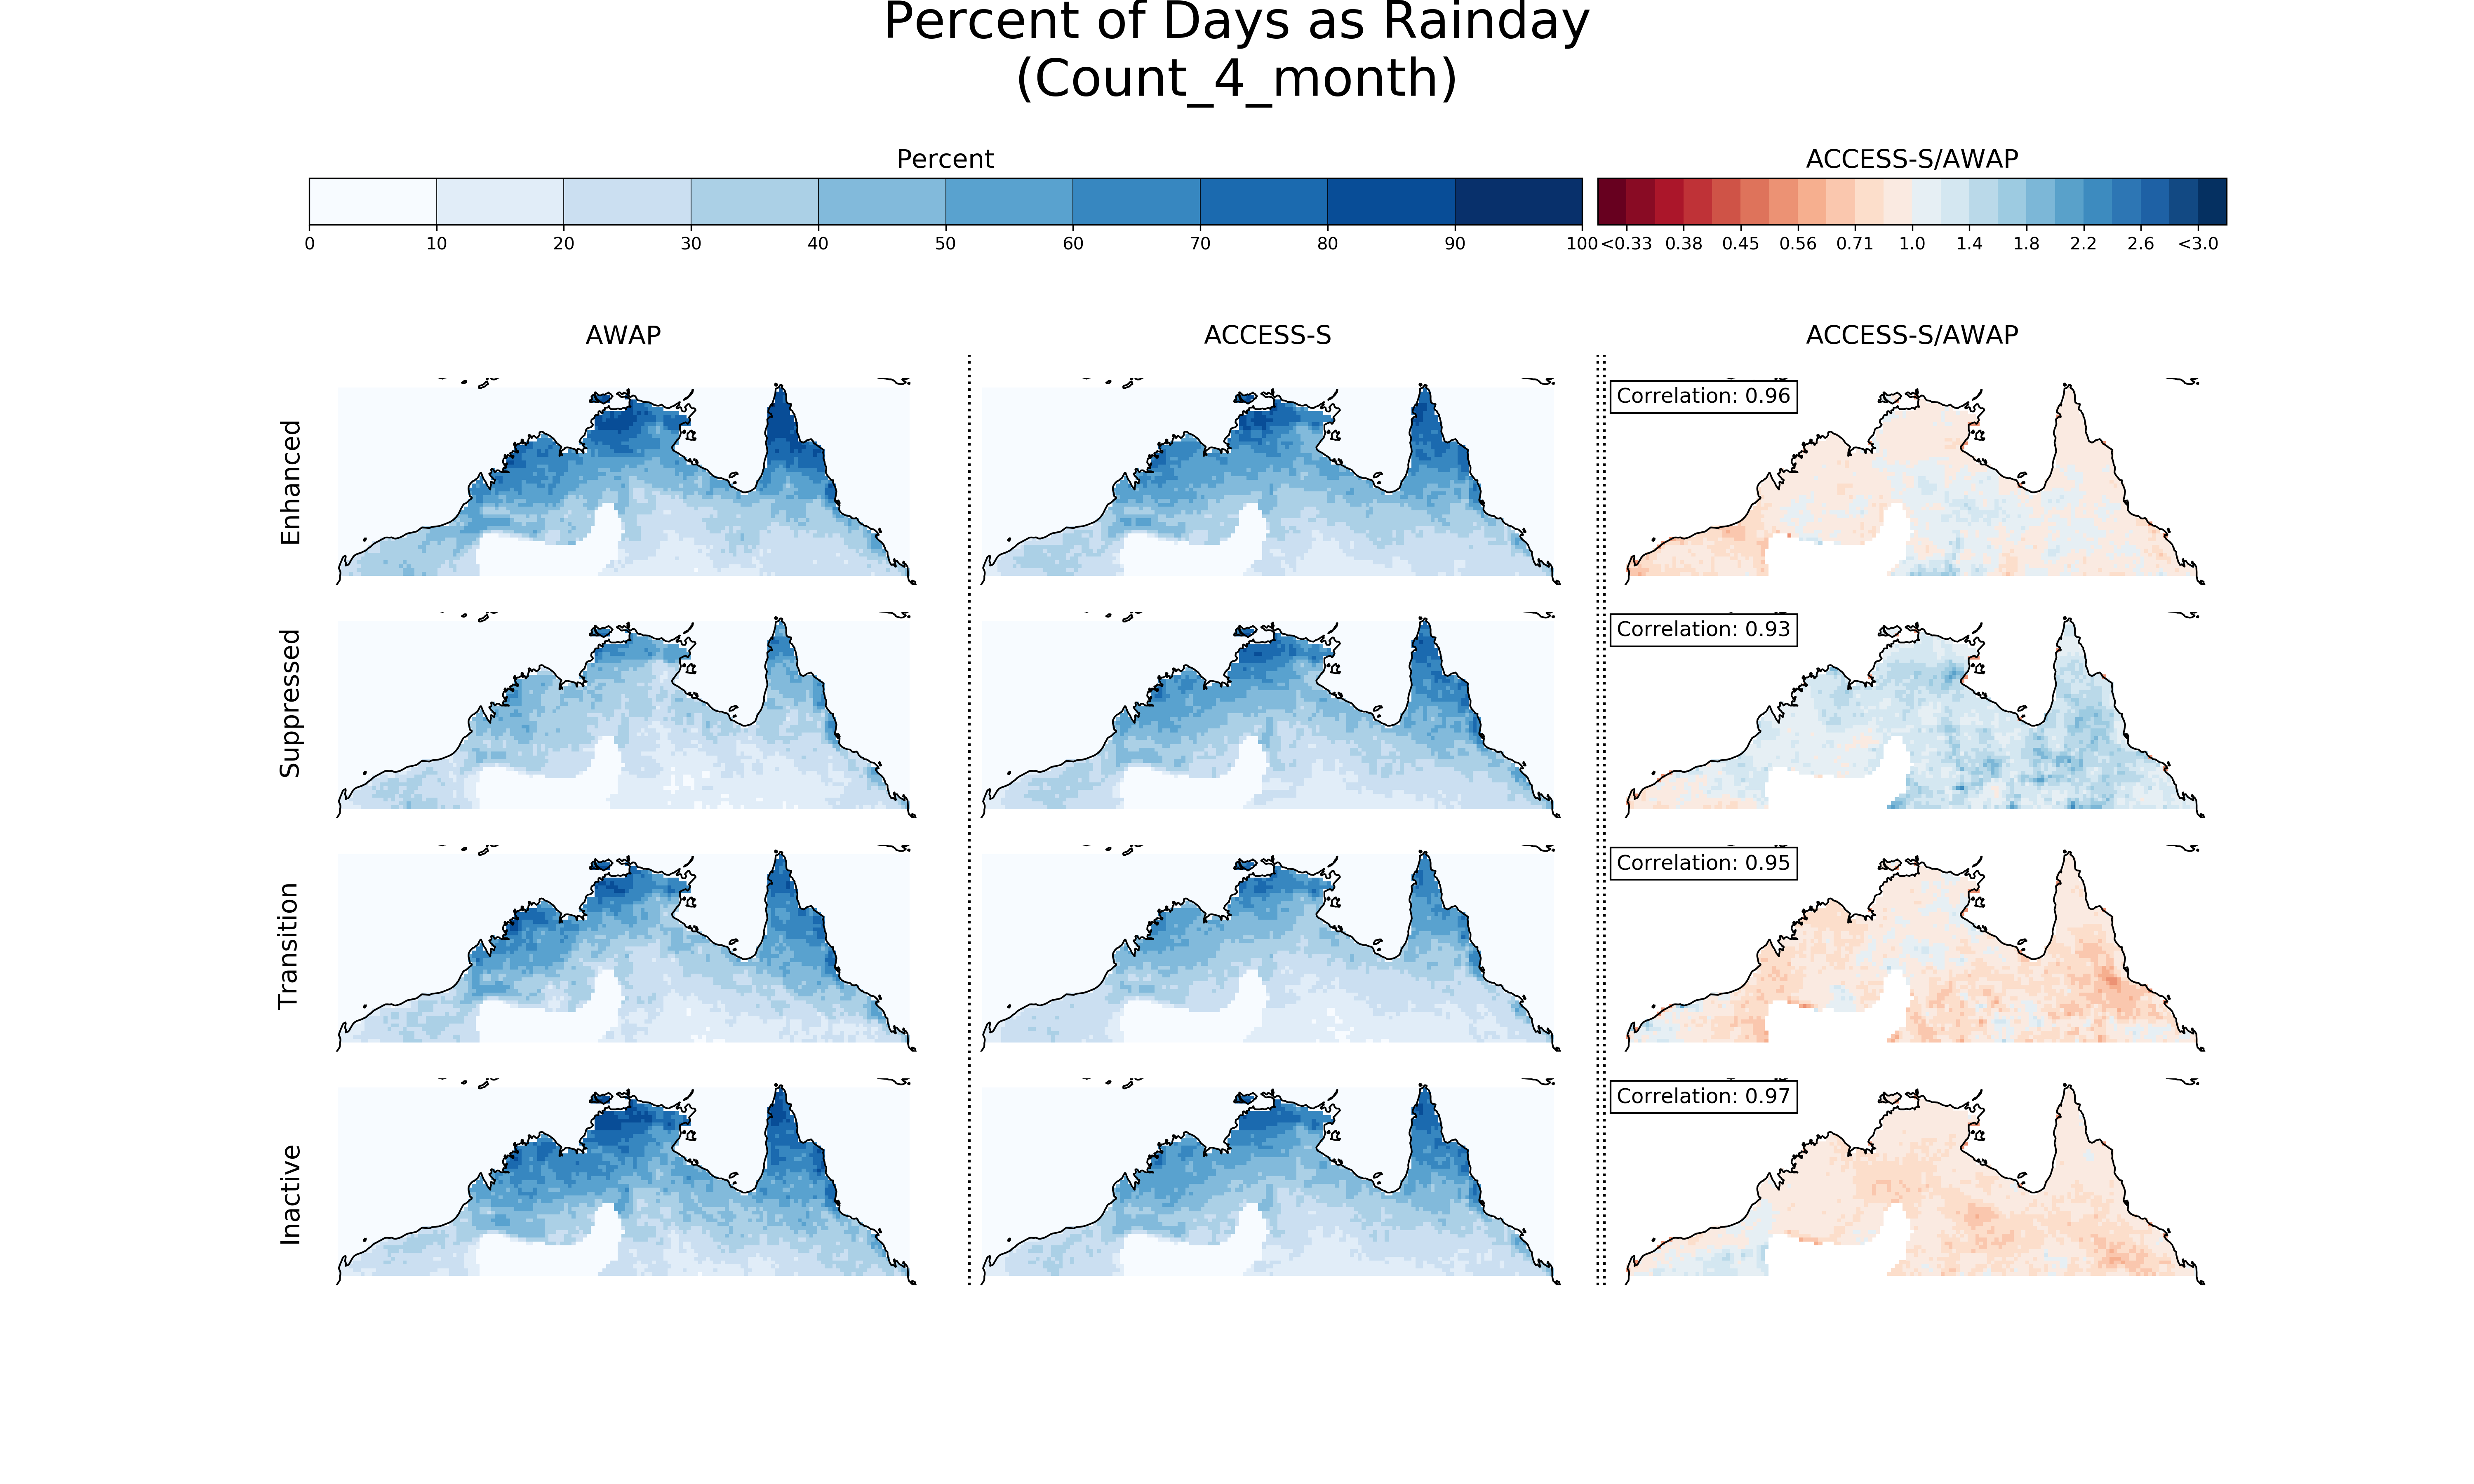 Percent of Days as Rainday
(Count_4_month)
Percent
ACCESS-S/AWAP
0 10 20 30 40 50 60 70 80 90 100
<0.33 0.38 0.45 0.56 0.71 1.0 1.4 1.8 2.2 2.6 <3.0
AWAP
ACCESS-S
ACCESS-S/AWAP
Enhanced
Correlation: 0.96
Suppressed
Correlation: 0.93
Transition
Correlation: 0.95
Inactive
Correlation: 0.97